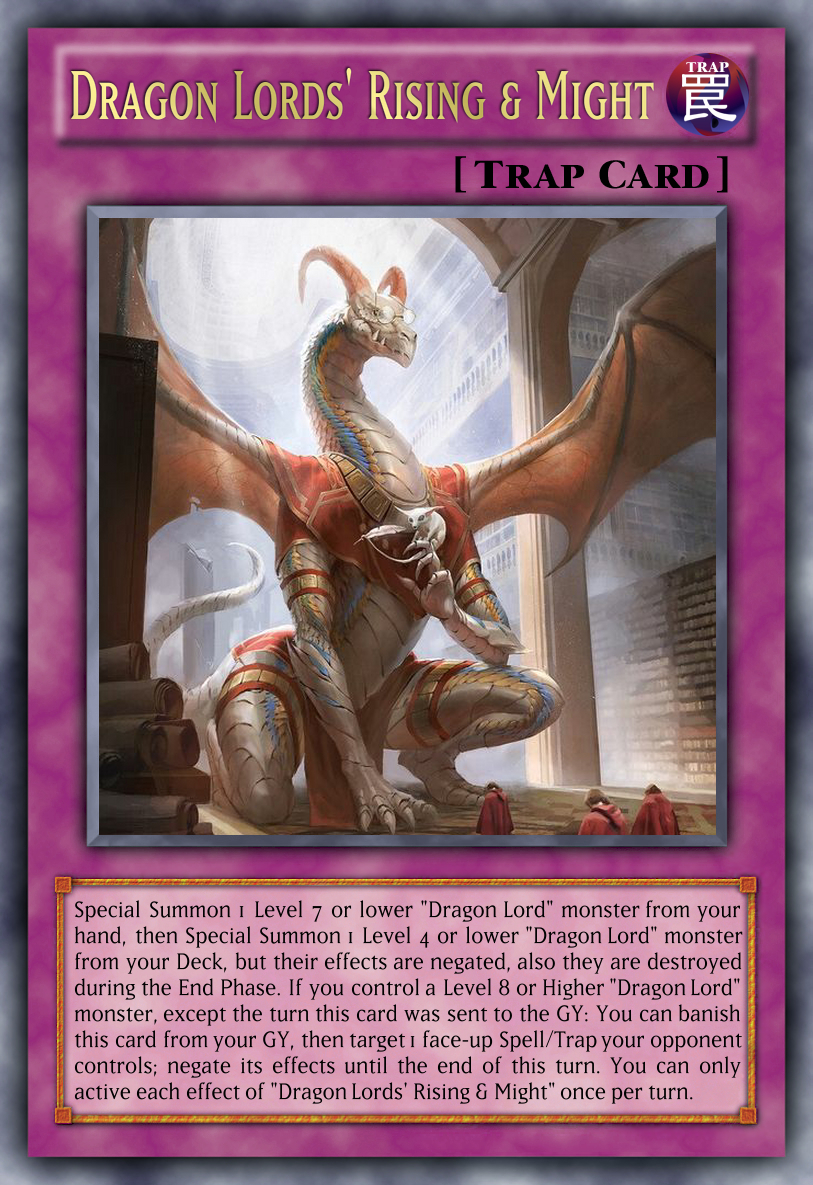 Dragon Lords' Rising & Might
TRAP
罠
[Trap Card]
Special Summon 1 Level 7 or lower "Dragon Lord" monster from your
hand, then Special Summon 1 Level 4 or lower "Dragon Lord" monster
from your Deck, but their effects are negated, also they are destroyed
during the End Phase. If you control a Level 8 or Higher "Dragon Lord"
monster, except the turn this card was sent to the GY: You can banish
this card from your GY, then target 1 face-up Spell/Trap your opponent
controls; negate its effects until the end of this turn. You can only
active each effect of "Dragon Lords' Rising & Might" once per turn.